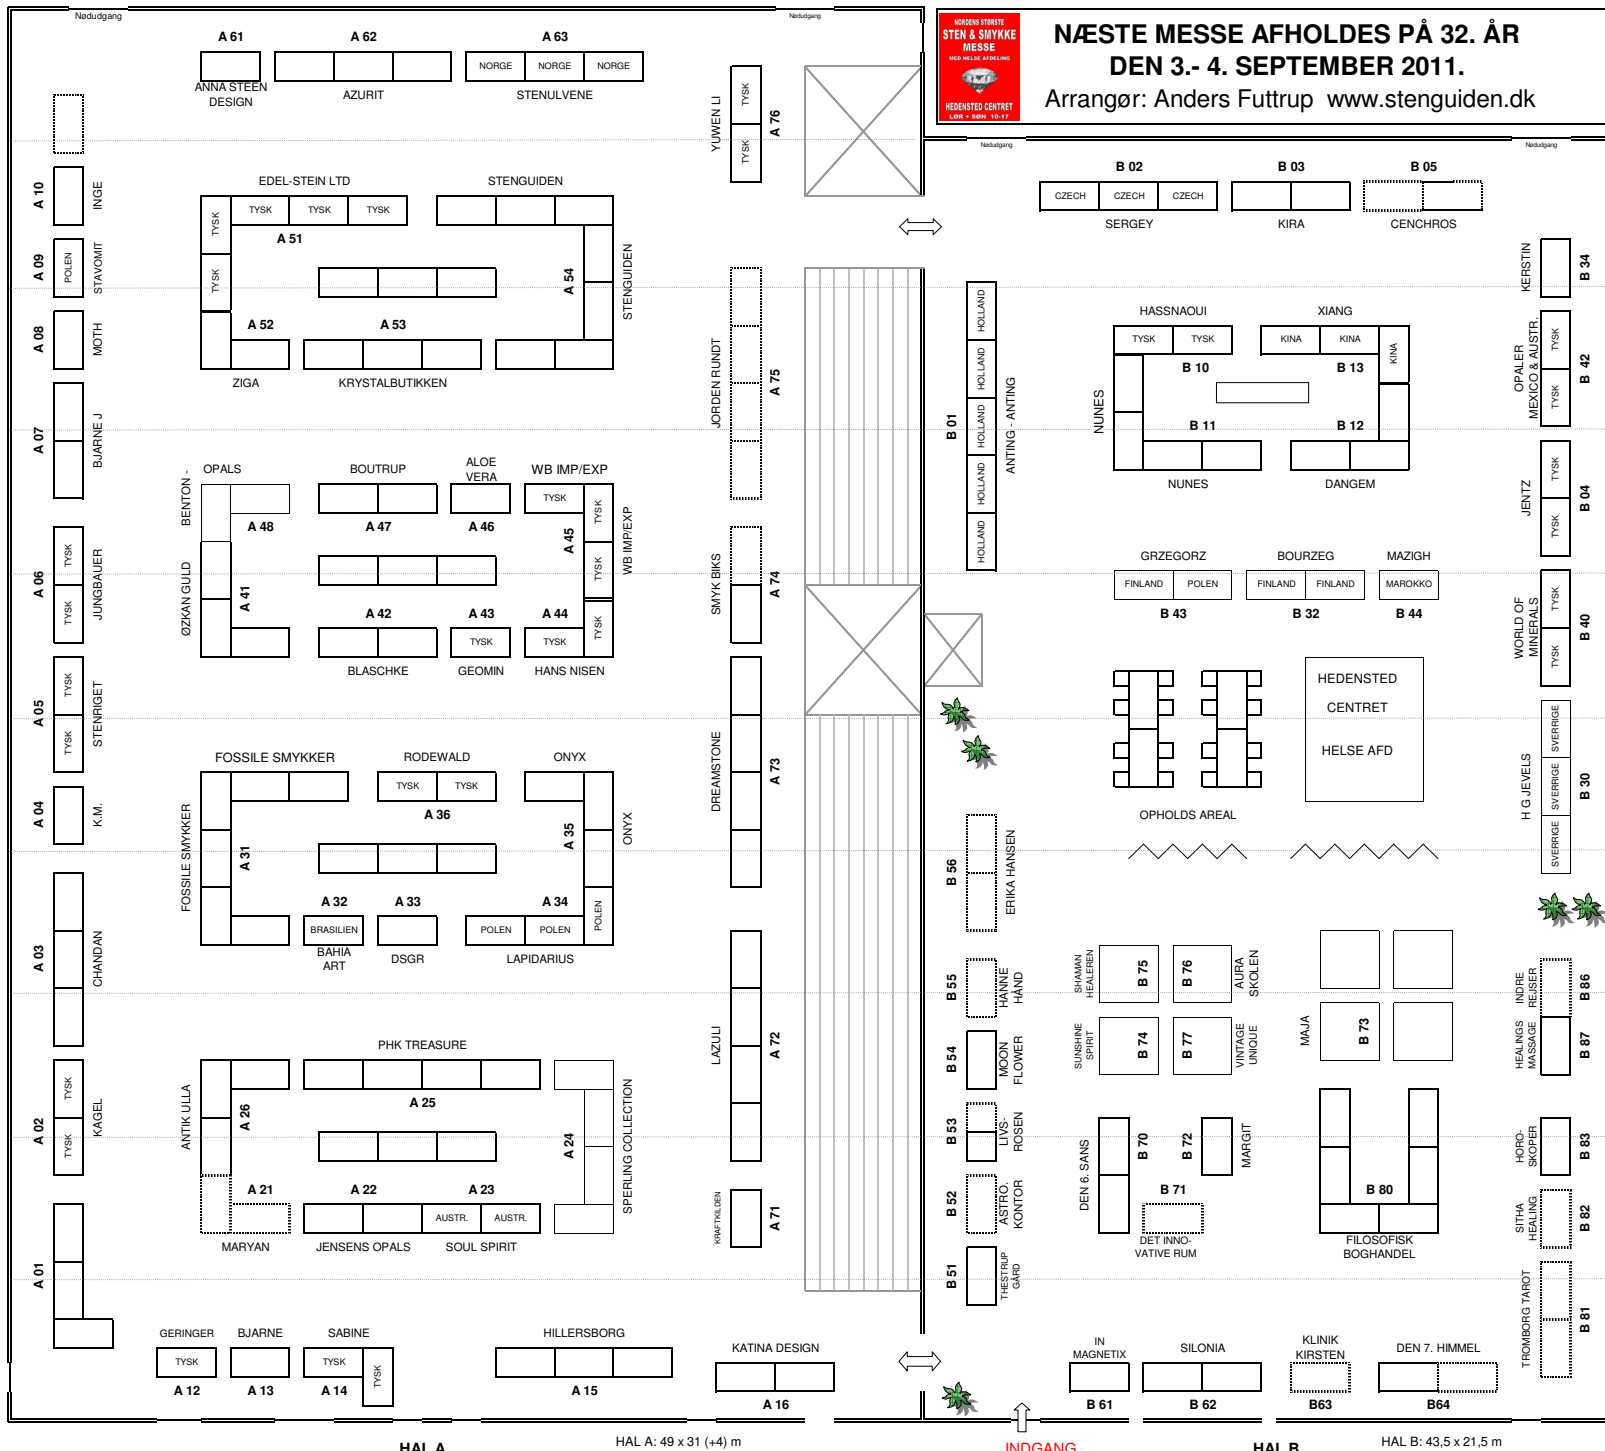 Nødudgang
Nødudgang
NORDENS STØRSTE
STEN & SMYKKE
MESSE
MED HELSE AFDELING
HEDENSTED CENTRET
LØR + SØN 10-17
NÆSTE MESSE AFHOLDES PÅ 32. ÅR
DEN 3.- 4. SEPTEMBER 2011.
Arrangør: Anders Futtrup www.stenguiden.dk
A 61
ANNA STEEN
DESIGN
A 62
AZURIT
A 63
NORGE NORGE NORGE
STENULVENE
YUWEN LI
TYSK
TYSK
A 76
Nødudgang
Nødudgang
B 02
CZECH CZECH CZECH
SERGEY
B 03
KIRA
B 05
CENCHROS
A 10
INGE
A 09
POLEN
STAVOMIT
A 08
MOTH
A 07
BJARNE J
A 06
TYSK
TYSK
JUNGBAUER
A 05
TYSK
TYSK
STENRIGET
A 04
K.M.
A 03
CHANDAN
A 02
TYSK
TYSK
KAGEL
A 01
EDEL-STEIN LTD
TYSK TYSK TYSK
TYSK
TYSK
A 51
STENGUIDEN
A 54
STENGUIDEN
A 52
ZIGA
A 53
KRYSTALBUTIKKEN
BENTON -
OPALS
A 48
BOUTRUP
A 47
ALOE
VERA
A 46
WB IMP/EXP
TYSK
TYSK
TYSK
A 45
WB IMP/EXP
ØZKAN GULD
A 41
A 42
BLASCHKE
A 43
TYSK
GEOMIN
A 44
TYSK
TYSK
HANS NISEN
FOSSILE SMYKKER
FOSSILE SMYKKER
A 31
RODEWALD
TYSK TYSK
A 36
ONYX
A 35
ONYX
A 32
BRASILIEN
BAHIA
ART
A 33
DSGR
A 34
POLEN POLEN
POLEN
LAPIDARIUS
ANTIK ULLA
A 26
PHK TREASURE
A 25
A 24
SPERLING COLLECTION
A 21
MARYAN
A 22
JENSENS OPALS
A 23
AUSTR. AUSTR.
SOUL SPIRIT
JORDEN RUNDT
A 75
SMYK BIKS
A 74
DREAMSTONE
A 73
LAZULI
A 72
KRAFTKILDEN
A 71
GERINGER
TYSK
A 12
BJARNE
A 13
SABINE
TYSK
TYSK
A 14
HILLERSBORG
A 15
KATINA DESIGN
A 16
B 01
HOLLAND
HOLLAND
HOLLAND
HOLLAND
HOLLAND
ANTING - ANTING
HASSNAOUI
TYSK TYSK
B 10
XIANG
KINA KINA
KINA
B 13
NUNES
B 11
NUNES
B 12
DANGEM
GRZEGORZ
FINLAND POLEN
B 43
BOURZEG
FINLAND FINLAND
B 32
MAZIGH
MAROKKO
B 44
KERSTIN
B 34
OPALER
MEXICO & AUSTR.
TYSK
TYSK
B 42
JENTZ
TYSK
TYSK
B 04
WORLD OF
MINERALS
TYSK
TYSK
B 40
H G JEVELS
SVERRIGE
SVERRIGE
SVERRIGE
B 30
HEDENSTED
CENTRET
HELSE AFD
OPHOLDS AREAL
B 56
ERIKA HANSEN
B 55
HANNE
HÅND
B 54
MOON
FLOWER
B 53
LIVS-
ROSEN
B 52
ASTRO.
KONTOR
B 51
THESTRUP
GÅRD
SHAMAN
HEALEREN
B 75
B 76
AURA
SKOLEN
SUNSHINE
SPIRIT
B 74
B 77
VINTAGE
UNIQUE
MAJA
B 73
DEN 6. SANS
B 70
B 72
MARGIT
B 71
DET INNO-
VATIVE RUM
B 80
FILOSOFISK
BOGHANDEL
INDRE
REJSER
B 86
HEALINGS
MASSAGE
B 87
HORO-
SKOPER
B 83
SITHA
HEALING
B 82
TROMBORG TAROT
B 81
IN
MAGNETIX
B 61
SILONIA
B 62
KLINIK
KIRSTEN
B63
DEN 7. HIMMEL
B64
HAL A
HAL A: 49 x 31 (+4) m
INDGANG
HAL B
HAL B: 43,5 x 21,5 m